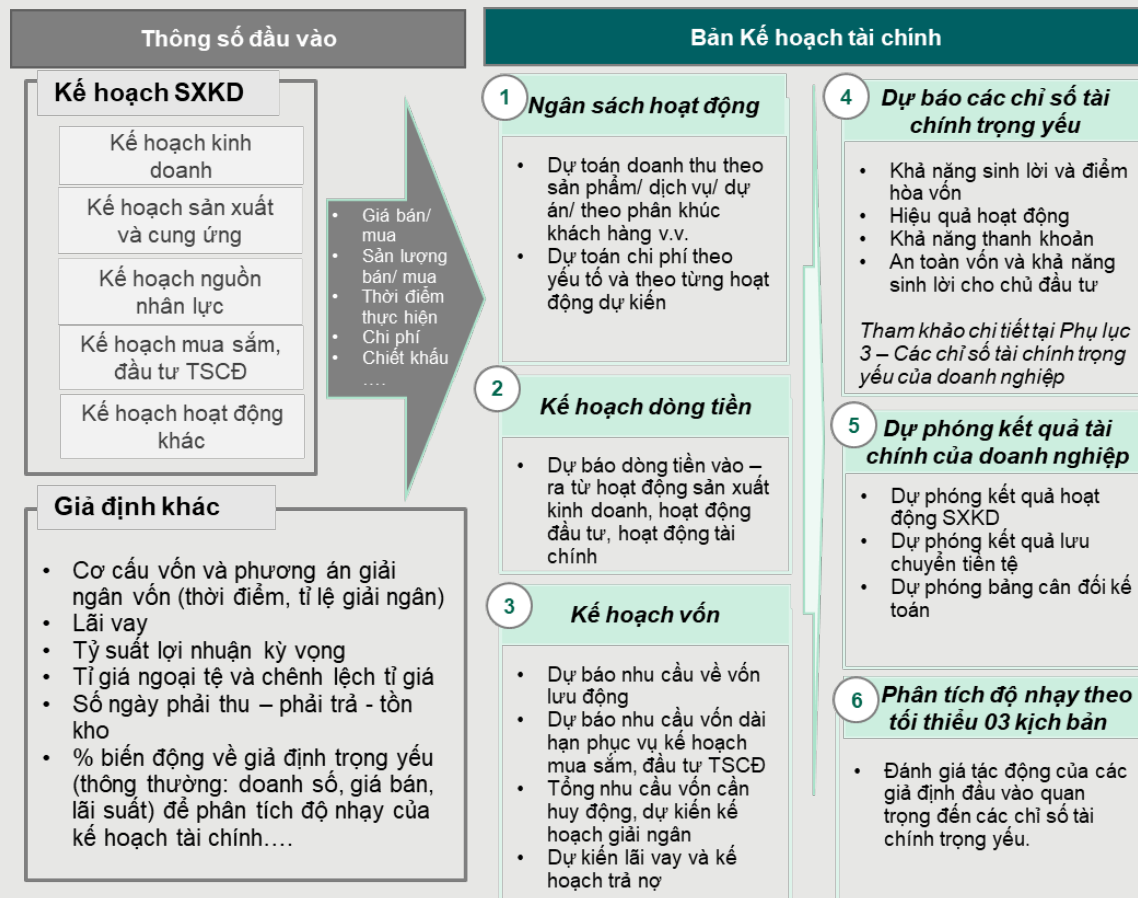 Thông số đầu vào
Kế hoạch SXKD
Kế hoạch kinh
doanh
Kế hoạch sản xuất
và cung ứng
Kế hoạch nguồn
nhân lực
Kế hoạch mua sắm,
đầu tư TSCĐ
Kế hoạch hoạt động
khác
• Giá bán/
mua
• Sản lượng
bán/ mua
• Thời điểm
thực hiện
• Chi phí
• Chiết khấu
....
Giả định khác
• Cơ cấu vốn và phương án giải
ngân vốn (thời điểm, tỉ lệ giải ngân)
• Lãi vay
• Tỷ suất lợi nhuận kỳ vọng
• Tỉ giá ngoại tệ và chênh lệch tỉ giá
• Số ngày phải thu – phải trả - tồn
kho
• % biến động về giả định trọng yếu
(thông thường: doanh số, giá bán,
lãi suất) để phân tích độ nhạy của
kế hoạch tài chính….
Bản Kế hoạch tài chính
1
Ngân sách hoạt động
• Dự toán doanh thu theo
sản phẩm/ dịch vụ/ dự
án/ theo phân khúc
khách hàng v.v.
• Dự toán chi phí theo
yếu tố và theo từng hoạt
động dự kiến
2
Kế hoạch dòng tiền
• Dự báo dòng tiền vào –
ra từ hoạt động sản xuất
kinh doanh, hoạt động
đầu tư, hoạt động tài
chính
3
Kế hoạch vốn
• Dự báo nhu cầu về vốn
lưu động
• Dự báo nhu cầu vốn dài
hạn phục vụ kế hoạch
mua sắm, đầu tư TSCĐ
• Tổng nhu cầu vốn cần
huy động, dự kiến kế
hoạch giải ngân
• Dự kiến lãi vay và kế
hoạch trả nợ
4
Dự báo các chỉ số tài
chính trọng yếu
• Khả năng sinh lời và điểm
hòa vốn
• Hiệu quả hoạt động
• Khả năng thanh khoản
• An toàn vốn và khả năng
sinh lời cho chủ đầu tư
Tham khảo chi tiết tại Phụ lục
3 – Các chỉ số tài chính trọng
yếu của doanh nghiệp
5
Dự phóng kết quả tài
chính của doanh nghiệp
• Dự phóng kết quả hoạt
động SXKD
• Dự phóng kết quả lưu
chuyển tiền tệ
• Dự phóng bảng cân đối kế
toán
6
Phân tích độ nhạy theo
tối thiểu 03 kịch bản
• Đánh giá tác động của các
giả định đầu vào quan
trọng đến các chỉ số tài
chính trọng yếu.